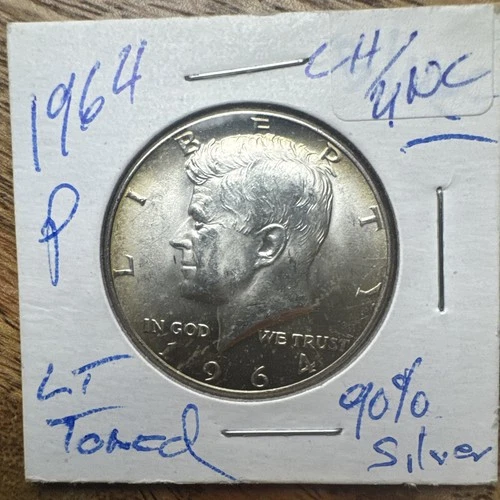 1964
P
CH/
UNC
LIBERTY
IN GOD WE TRUST
1964
LT
Toned
90%
Silver